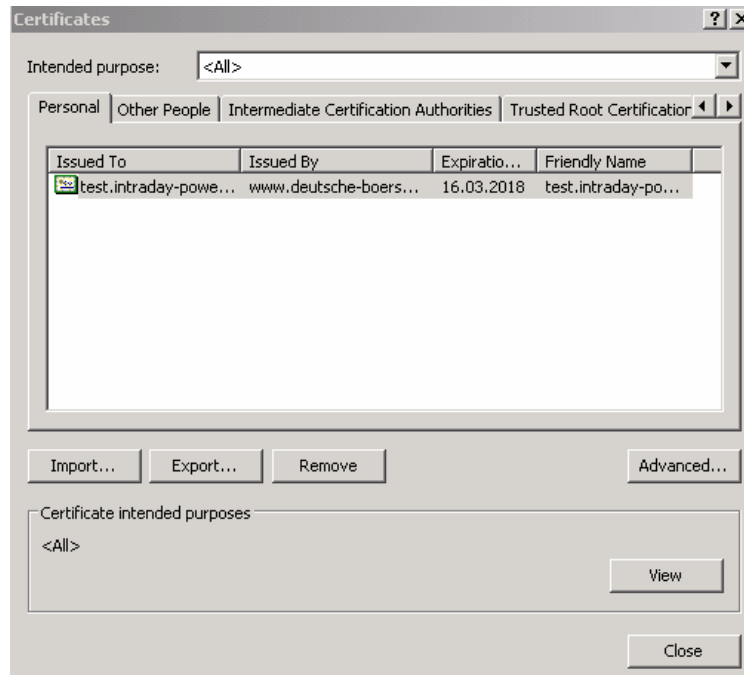 Certificates
Intended purpose: <All>
Personal Other People Intermediate Certification Authorities Trusted Root Certification
Issued To Issued By Expiratio... Friendly Name
test.intraday-powe... www.deutsche-boers... 16.03.2018 test.intraday-po...
Import... Export... Remove Advanced...
Certificate intended purposes
<All>
View
Close